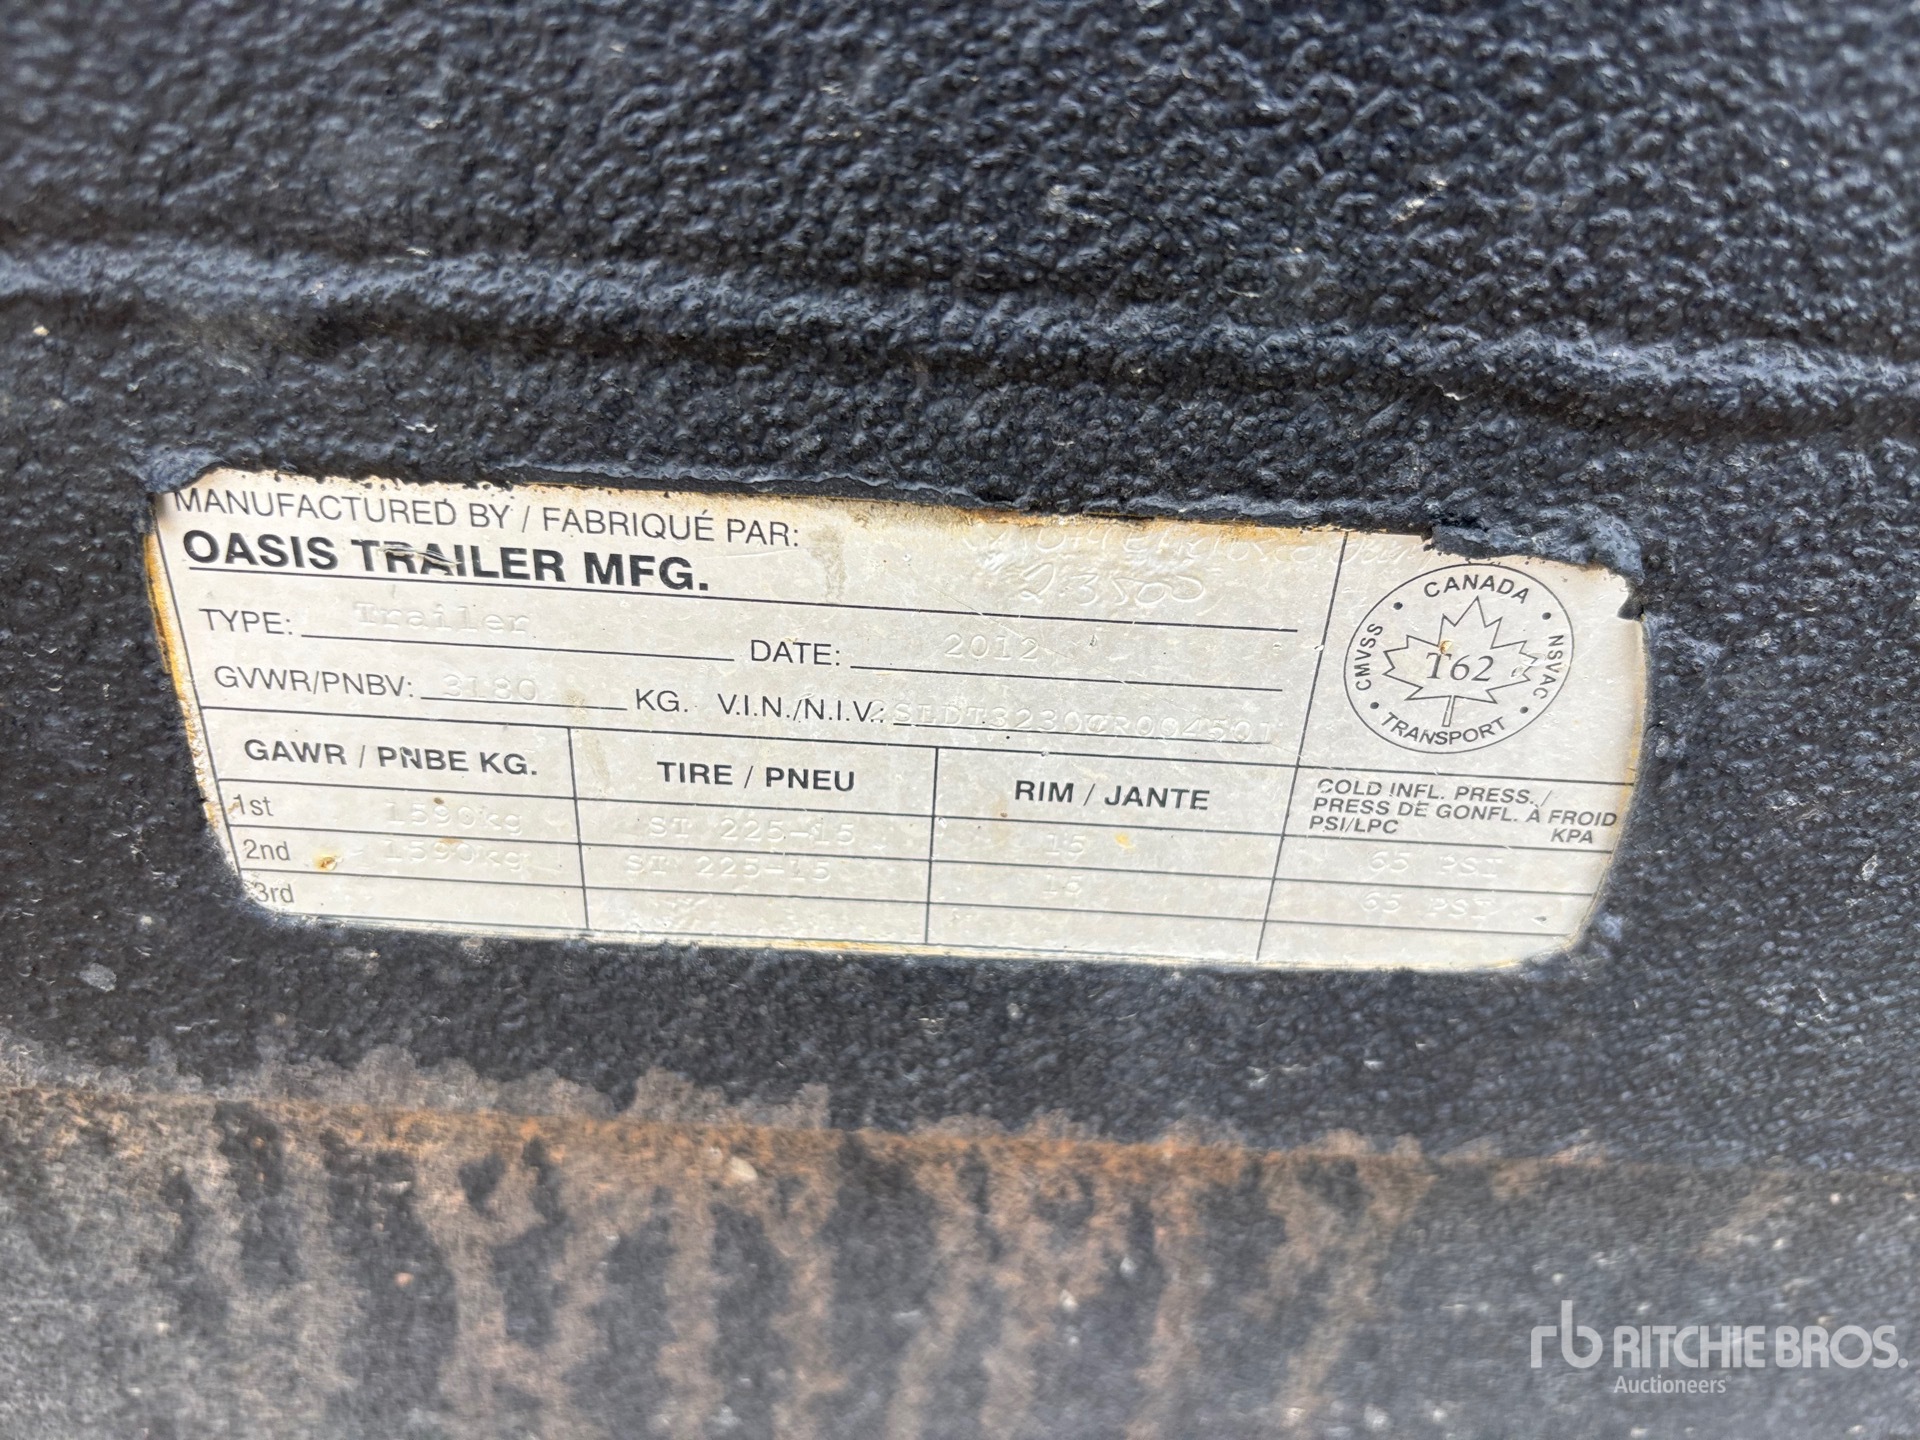 MANUFACTURED BY / FABRIQUÉ PAR:
OASIS TRAILER MFG.
23500
TYPE: Trailer DATE: 2012
GVWR/PNBV: 3180 KG. V.I.N./N.I.V.:
CANADA
CMVSS T62 NSVAC
TRANSPORT
GAWR / PNBE KG. TIRE / PNEU RIM / JANTE COLD INFL. PRESS. /
PRESS DE GONFL. À FROID
PSI/LPC KPA
1st 1590kg ST 225-15 15 65 PSI
2nd 1590kg ST 225-15 15 65 PSI
3rd
rb RITCHIE BROS.
Auctioneers